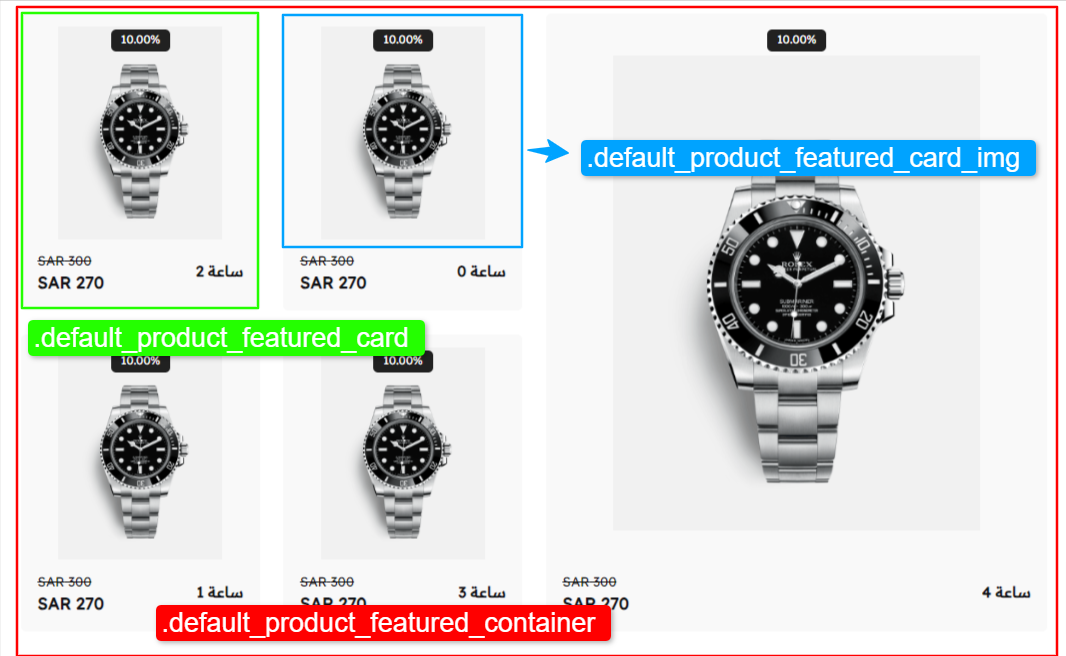 10.00%
10.00%
10.00%
.default_product_featured_card_img
SAR 300
SAR 270
ساعة 2
SAR 300
SAR 270
ساعة 0
ROLEX
.default_product_featured_card
10.00%
10.00%
SAR 300
SAR 270
ساعة 1
SAR 300
SAR 270
ساعة 3
SAR 300
SAR 270
ساعة 4
.default_product_featured_container